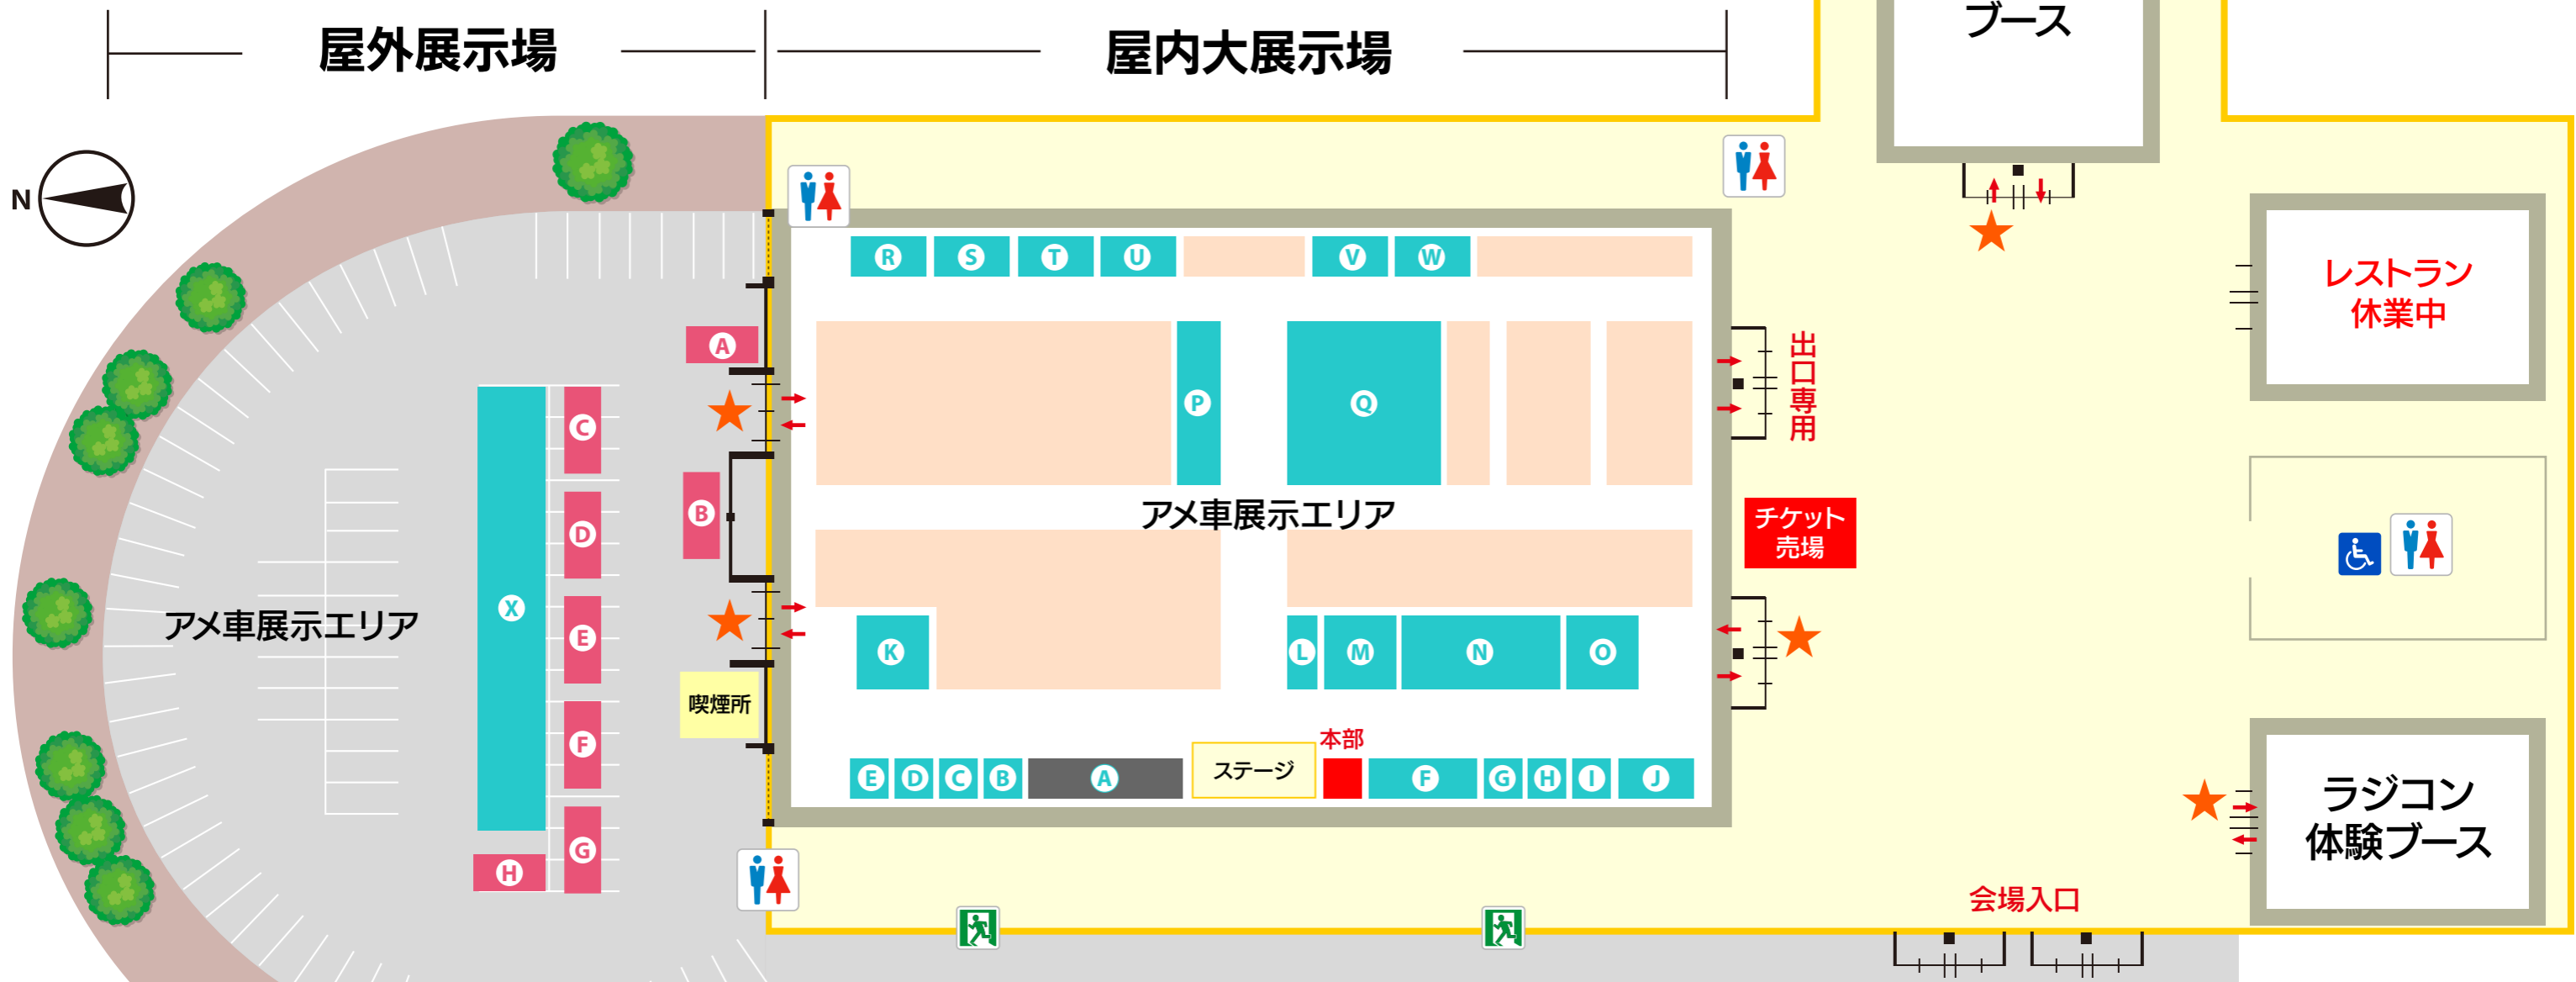 屋外展示場
屋内大展示場
ブース
N
R
S
T
U
V
W
レストラン
休業中
A
出口専用
C
P
Q
B
アメ車展示エリア
チケット
売場
D
X
アメ車展示エリア
E
K
L
M
N
O
喫煙所
F
本部
ステージ
E
D
C
B
A
F
G
H
I
J
ラジコン
体験ブース
G
H
会場入口